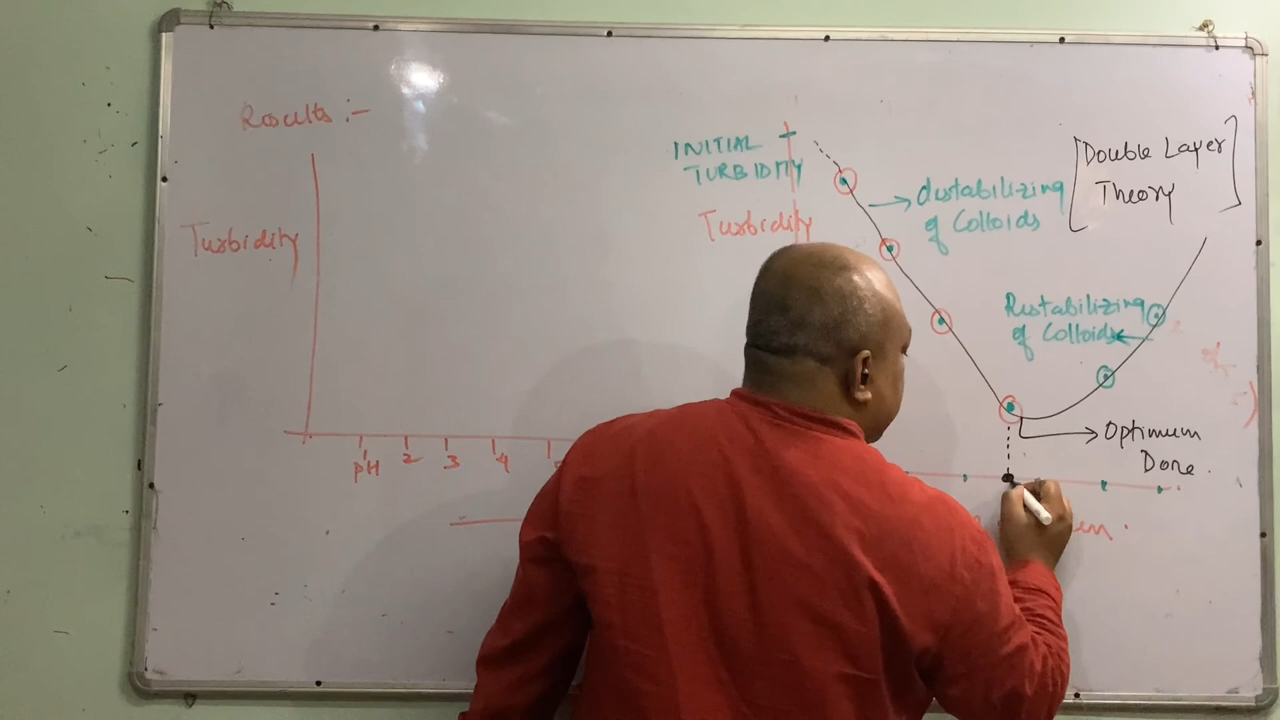 Results :-
Turbidity
pH 2 3 4
INITIAL
TURBIDITY
Turbidity
destabilizing
of Colloids
[Double Layer
Theory]
Restabilizing
of Colloids
Optimum
Dore.